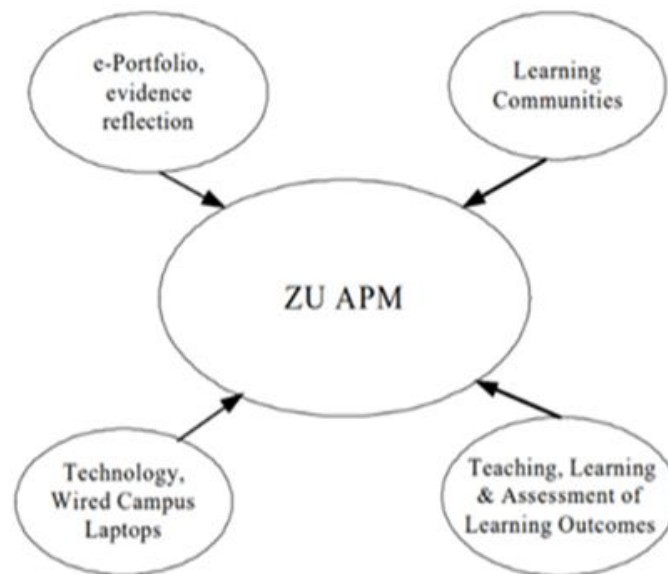 e-Portfolio,
evidence
reflection
Learning
Communities
ZU APM
Technology,
Wired Campus
Laptops
Teaching, Learning
& Assessment of
Learning Outcomes